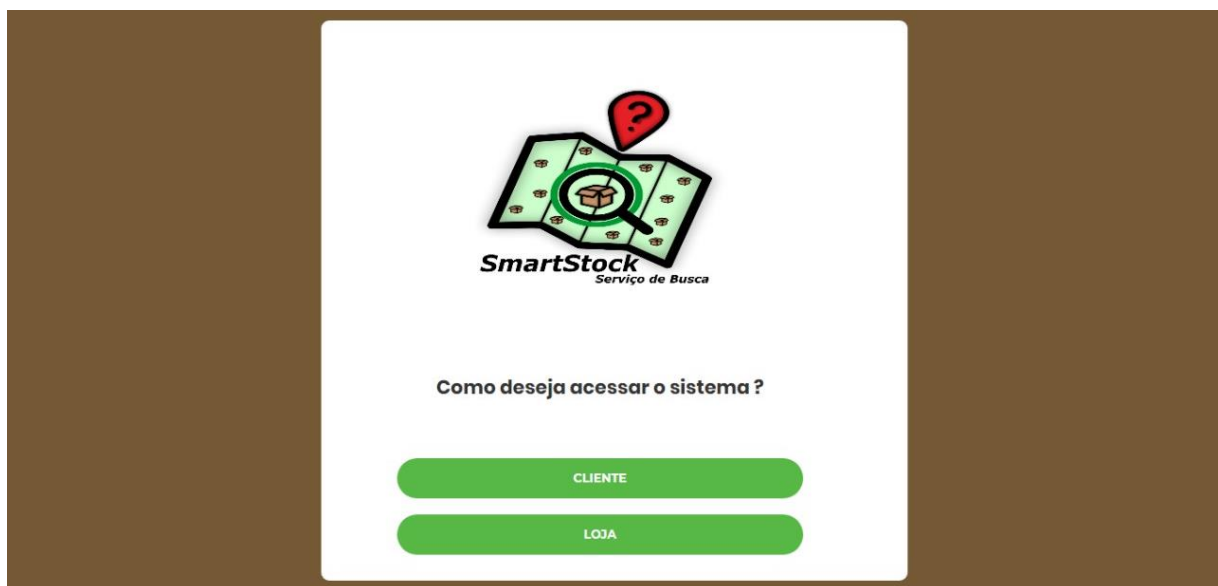 ?
SmartStock
Serviço de Busca
Como deseja acessar o sistema ?
CLIENTE
LOJA